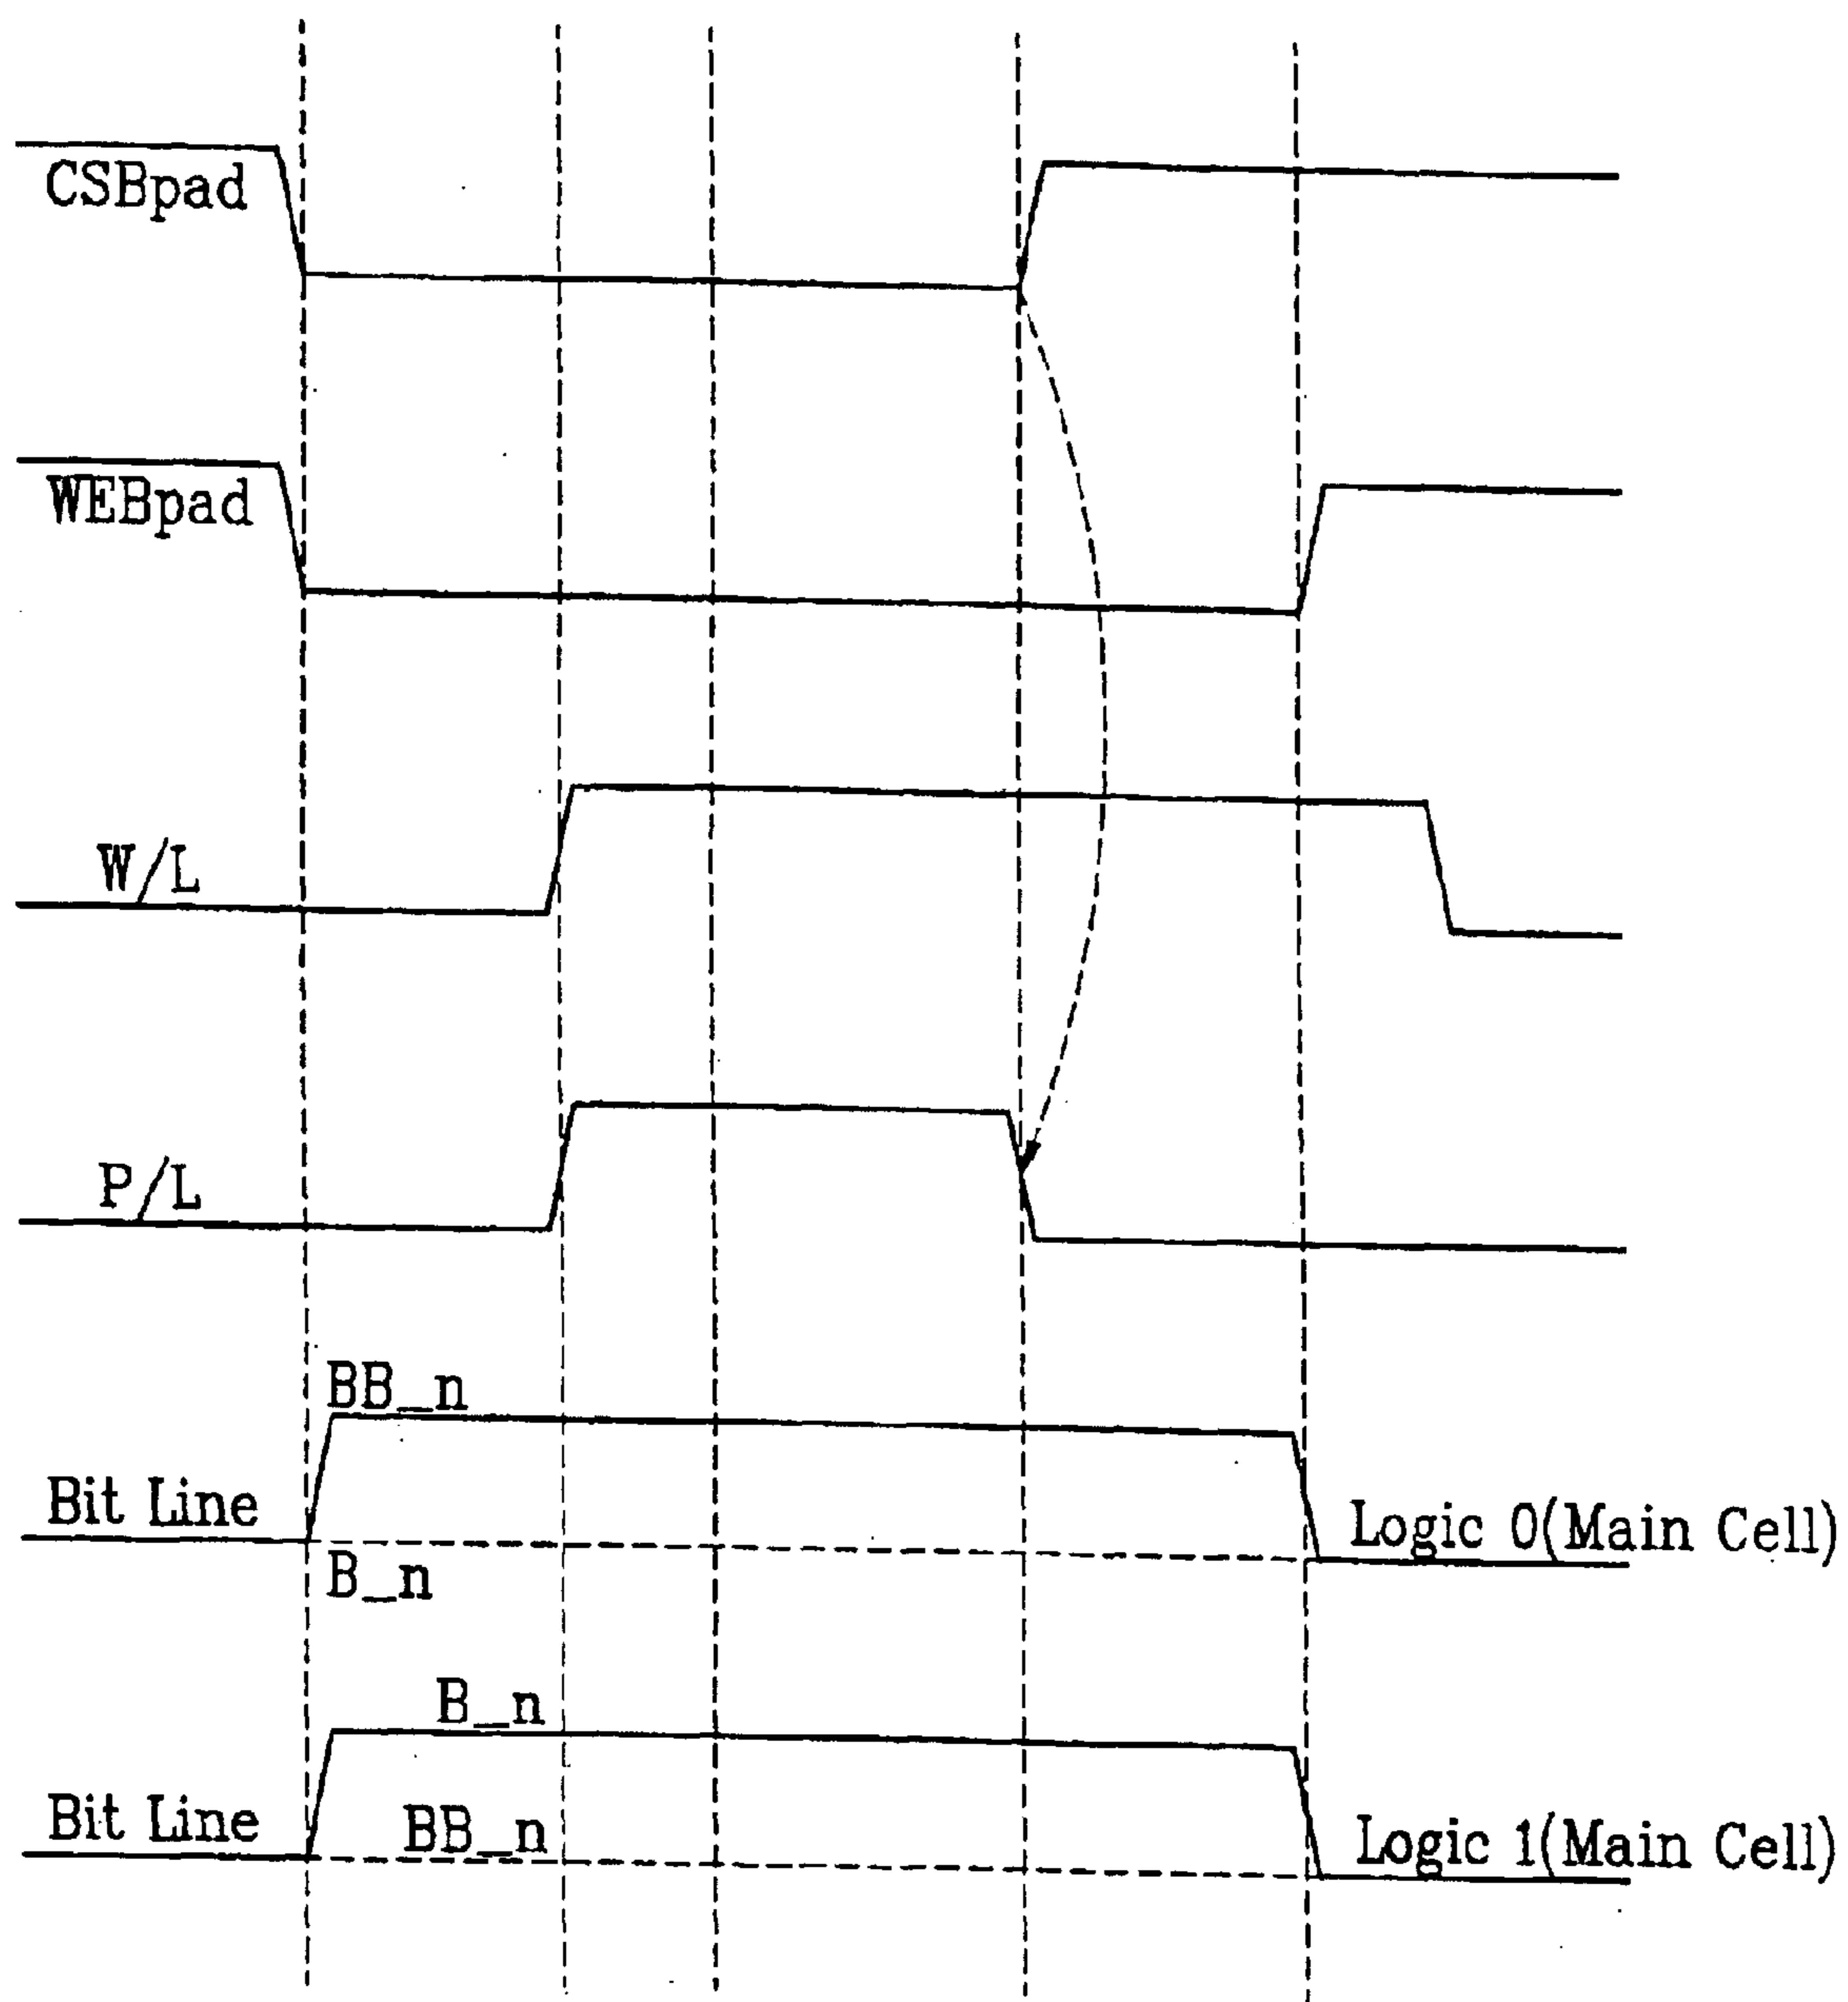 CSBpad
WEBpad
W/L
P/L
BB_n
Bit Line
Logic 0(Main Cell)
B_n
B_n
Bit Line
BB_n
Logic 1(Main Cell)